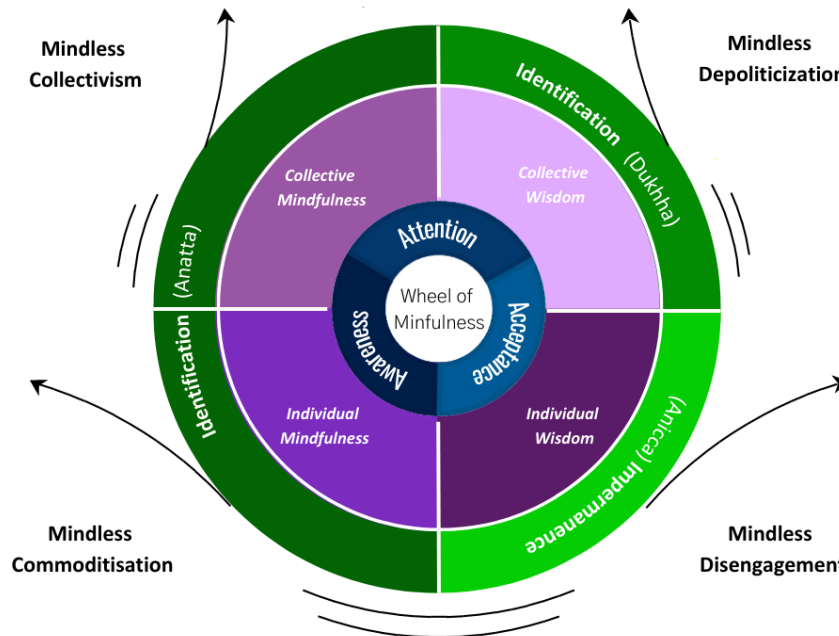 Mindless
Collectivism
Mindless
Depoliticization
Identification (Dukhha)
Collective
Mindfulness
Collective
Wisdom
Attention
Identification (Anatta)
Wheel of
Minfulness
Awareness
Acceptance
Individual
Mindfulness
Individual
Wisdom
(Anicca) Impermanence
Mindless
Commoditisation
Mindless
Disengagement